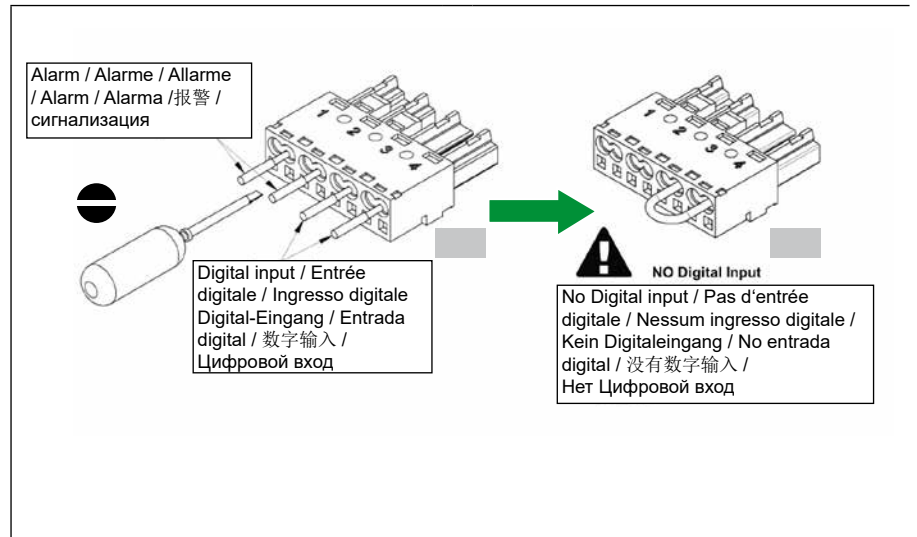 Alarm / Alarme / Allarme
/ Alarm / Alarma /报警 /
сигнализация
1
2
3
4
Digital input / Entrée
digitale / Ingresso digitale
Digital-Eingang / Entrada
digital / 数字输入 /
Цифровой вход
1
2
3
4
NO Digital Input
No Digital input / Pas d‘entrée
digitale / Nessum ingresso digitale /
Kein Digitaleingang / No entrada
digital / 没有数字输入 /
Нет Цифровой вход